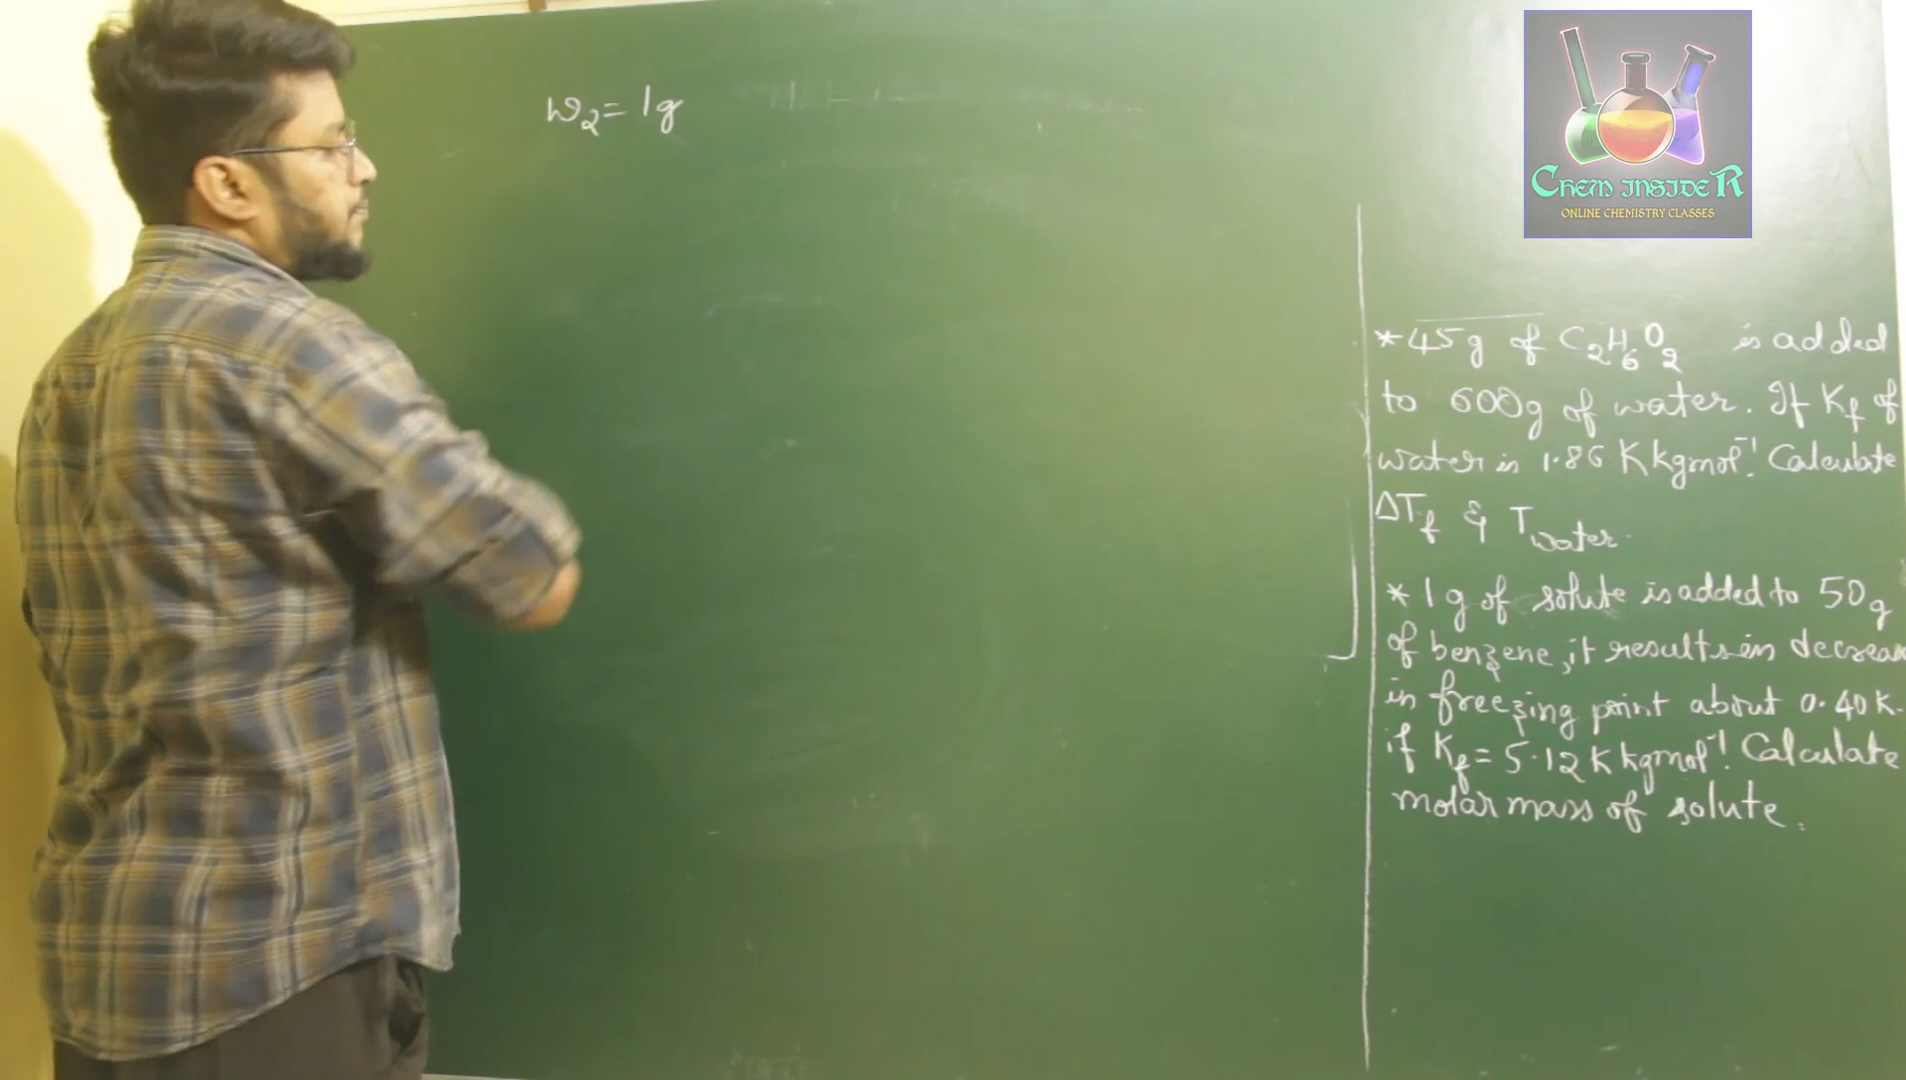 w₂ = 1g
CHEM INSIDER
ONLINE CHEMISTRY CLASSES
* 45g of C₂H₆O₂ is added
to 600g of water. If Kf of
water is 1.86 K kg mol⁻¹. Calculate
ΔTf & Twater.
* 1g of solute is added to 50g
of benzene, it results in decreas
in freezing point about 0.40K.
if Kf = 5.12 K kg mol⁻¹. Calculate
molar mass of solute.